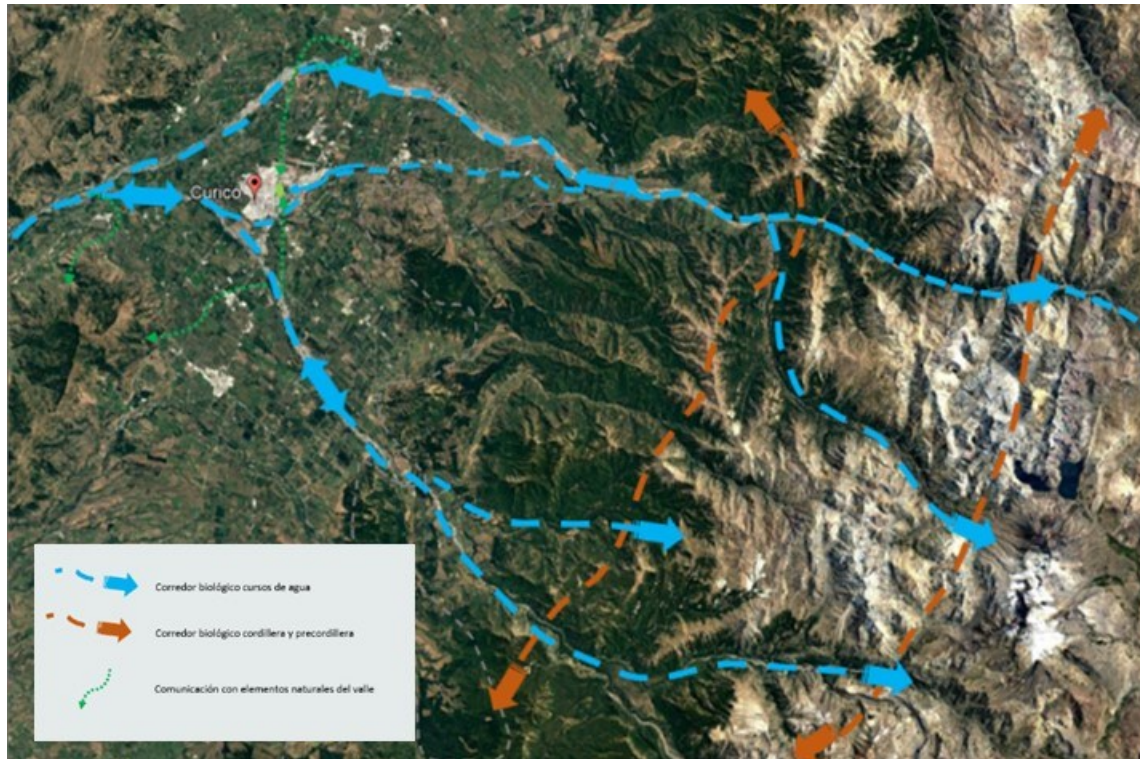 Curicó
Corredor biológico cursos de agua
Corredor biológico cordillera y precordillera
Comunicación con elementos naturales del valle